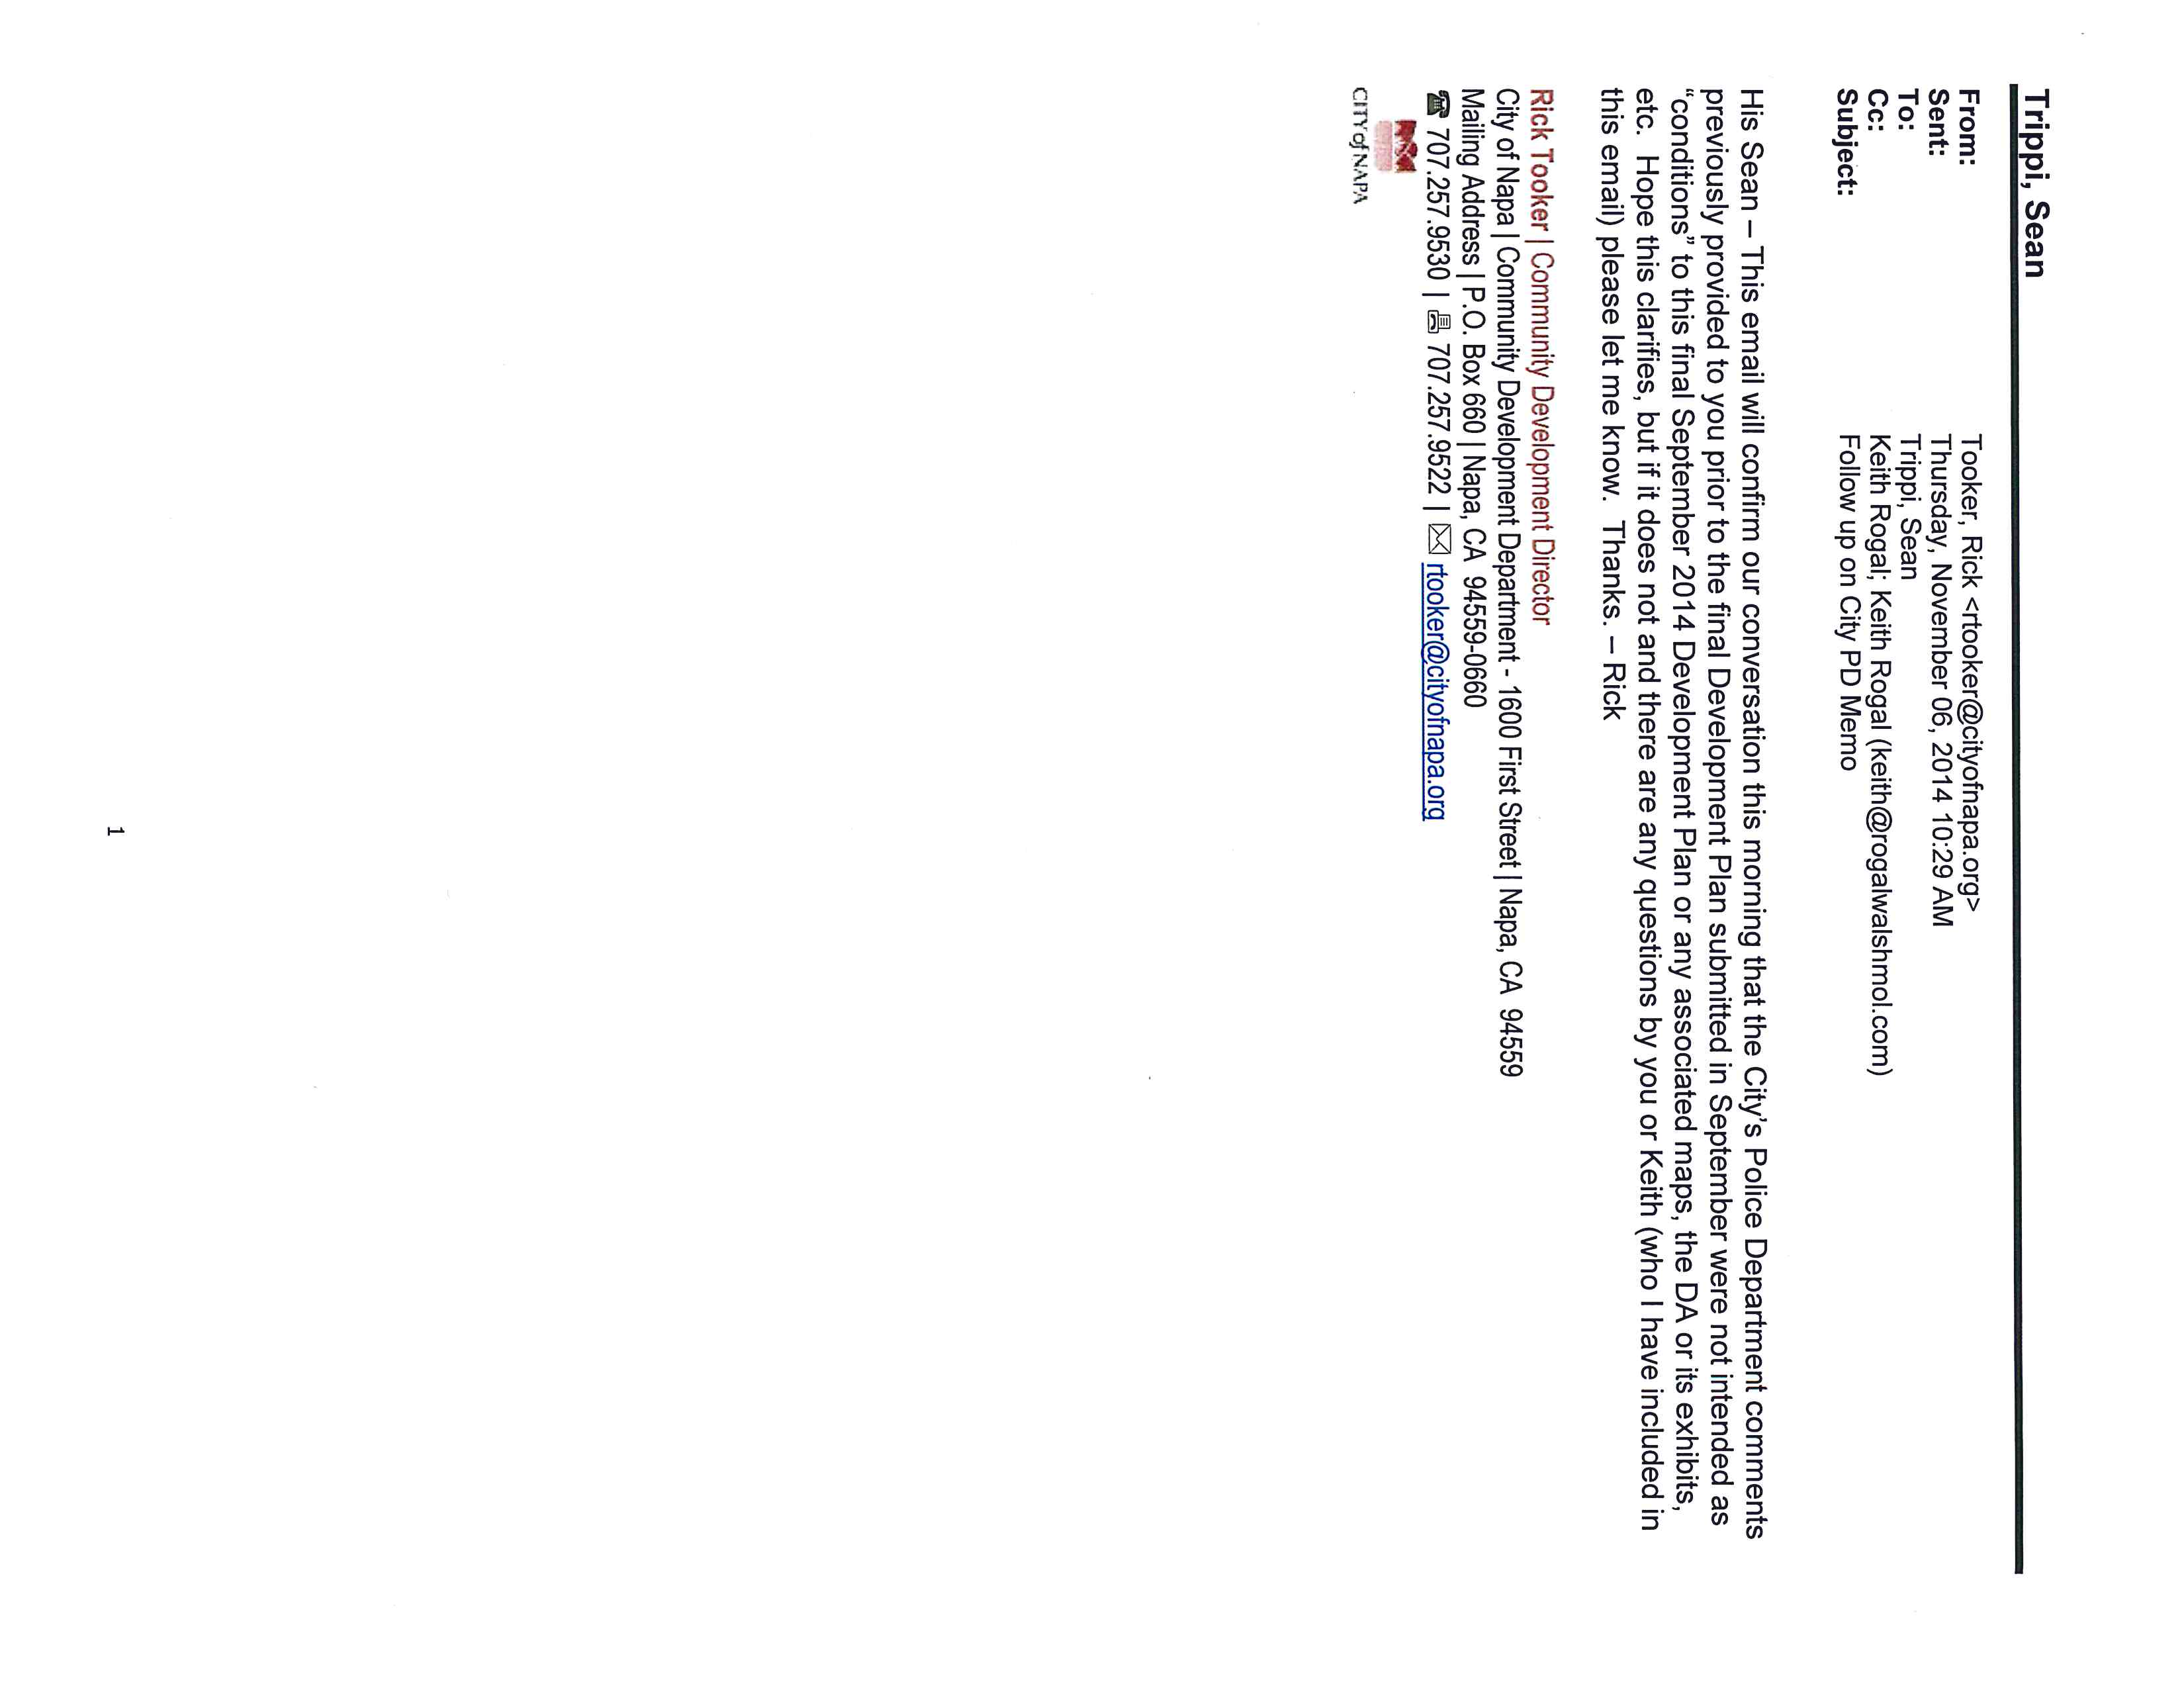 Trippi, Sean
From: Tooker, Rick <rtooker@cityofnapa.org>
Sent: Thursday, November 06, 2014 10:29 AM
To: Trippi, Sean
Cc: Keith Rogal; Keith Rogal (keith@rogalwalshmol.com)
Subject: Follow up on City PD Memo
His Sean – This email will confirm our conversation this morning that the City's Police Department comments
previously provided to you prior to the final Development Plan submitted in September were not intended as
“conditions” to this final September 2014 Development Plan or any associated maps, the DA or its exhibits,
etc.  Hope this clarifies, but if it does not and there are any questions by you or Keith (who I have included in
this email) please let me know.  Thanks. – Rick
Rick Tooker | Community Development Director
City of Napa | Community Development Department - 1600 First Street | Napa, CA  94559
Mailing Address | P.O. Box 660 | Napa, CA  94559-0660
☎ 707.257.9530 | 707.257.9522 | ✉ rtooker@cityofnapa.org
CITY of NAPA
1